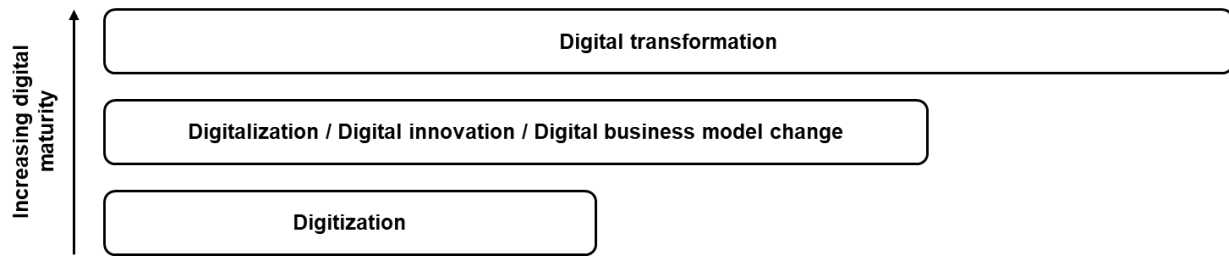 Increasing digital
maturity
Digital transformation
Digitalization / Digital innovation / Digital business model change
Digitization